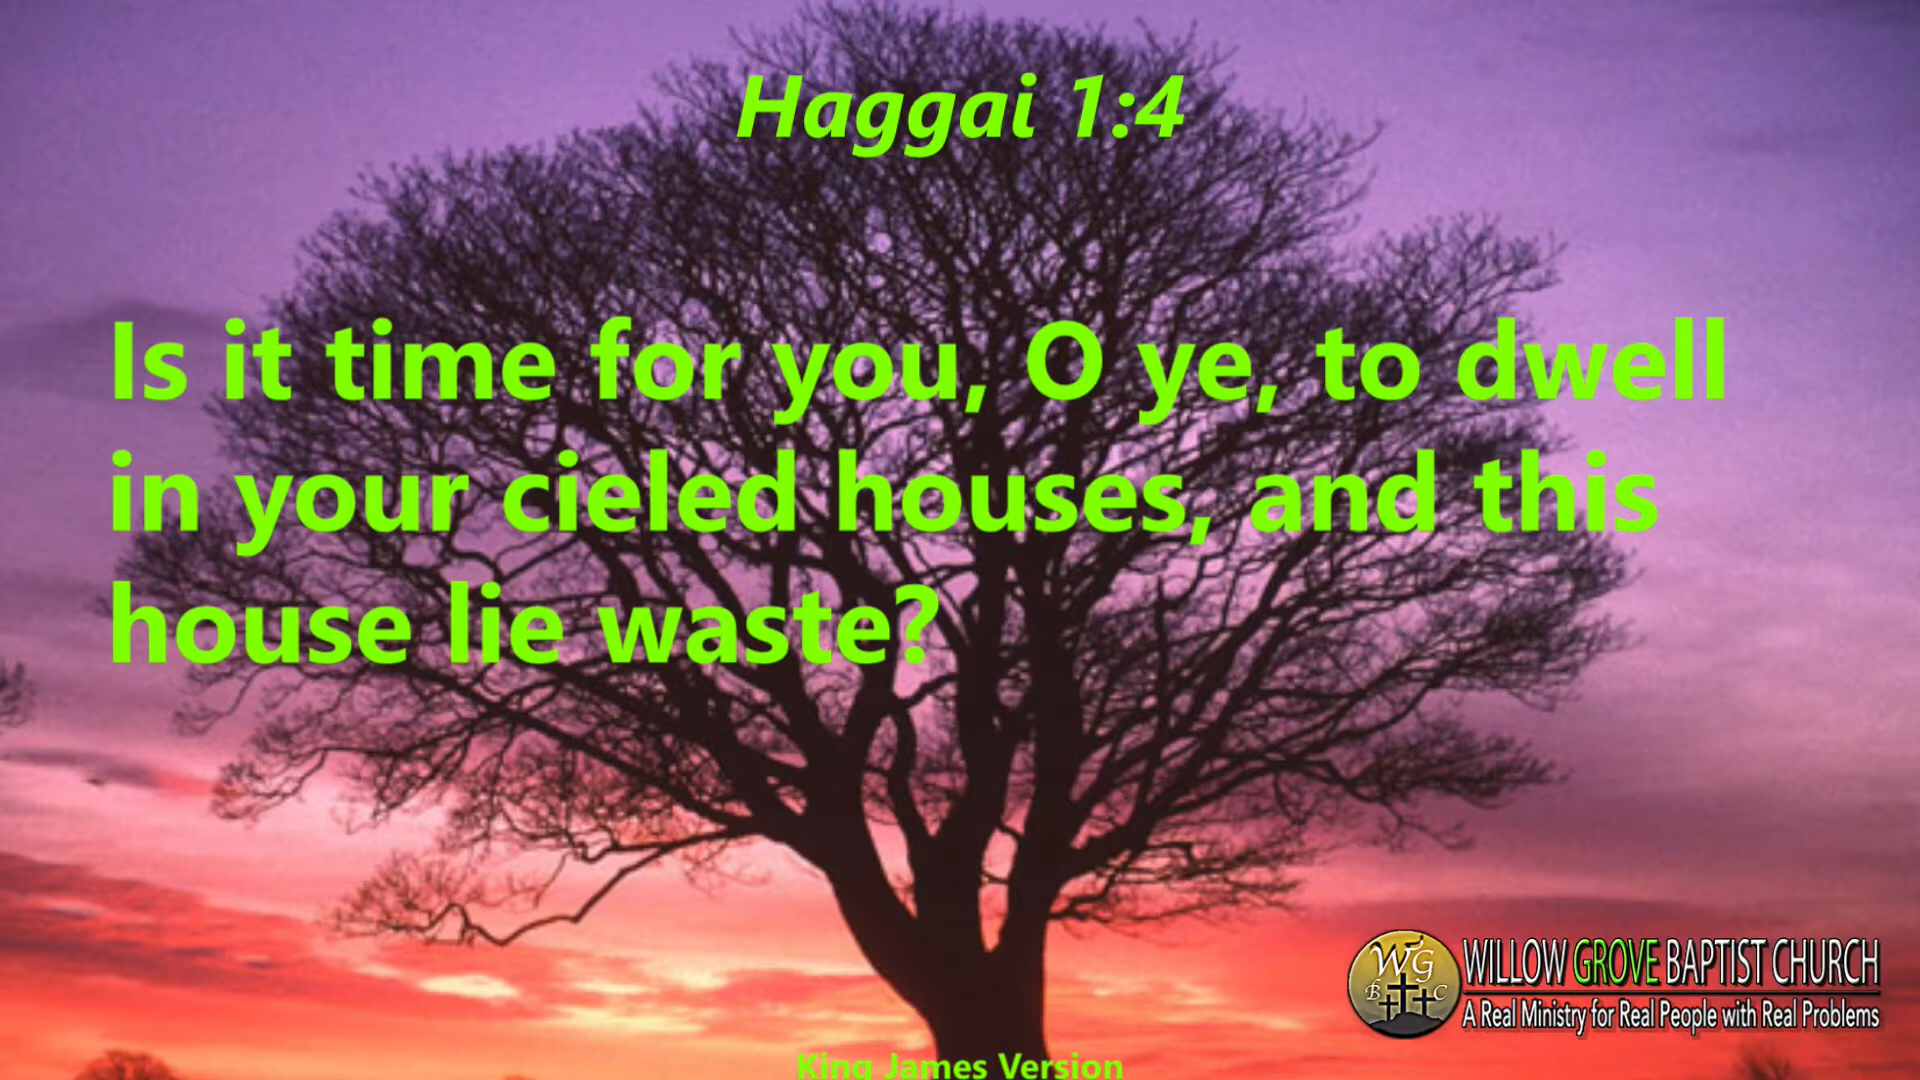 Haggai 1:4
Is it time for you, O ye, to dwell
in your cieled houses, and this
house lie waste?
WGBC
WILLOW GROVE BAPTIST CHURCH
A Real Ministry for Real People with Real Problems
King James Version